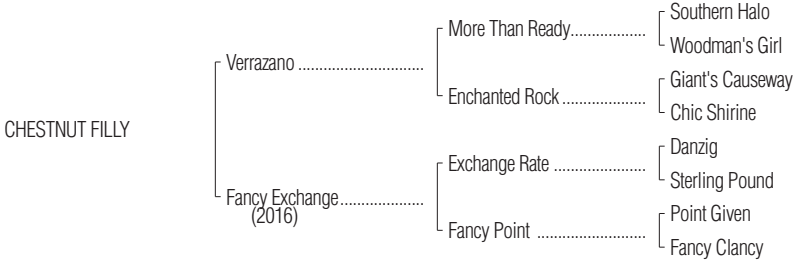 Southern Halo
More Than Ready..................
Woodman's Girl
Verrazano .............................
Giant's Causeway
Enchanted Rock ...................
Chic Shirine
CHESTNUT FILLY
Danzig
Exchange Rate .....................
Sterling Pound
Fancy Exchange...................
(2016)
Point Given
Fancy Point .........................
Fancy Clancy